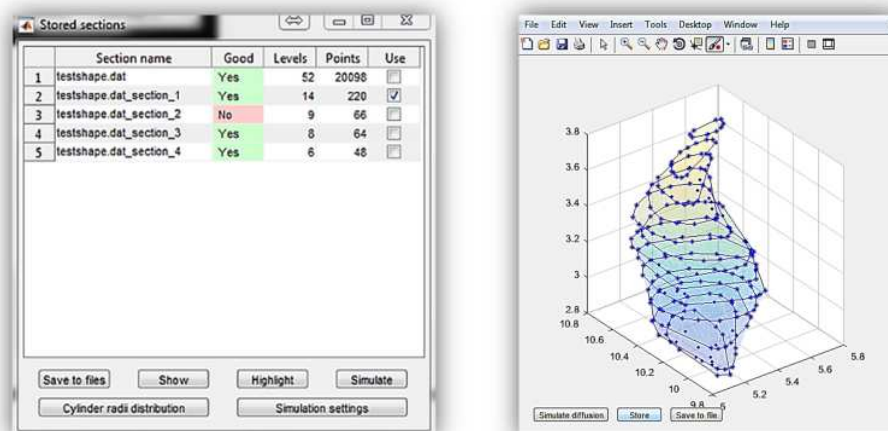 Stored sections
Section name Good Levels Points Use
1 testshape.dat Yes 52 20098
2 testshape.dat_section_1 Yes 14 220
3 testshape.dat_section_2 No 9 66
4 testshape.dat_section_3 Yes 8 64
5 testshape.dat_section_4 Yes 6 48
Save to files Show Highlight Simulate
Cylinder radii distribution Simulation settings
File Edit View Insert Tools Desktop Window Help
3.8
3.6
3.4
3.2
3
2.8
10.8
10.6
10.4
10.2
10
9.8
5
5.2
5.4
5.6
5.8
Simulate diffusion Store Save to file